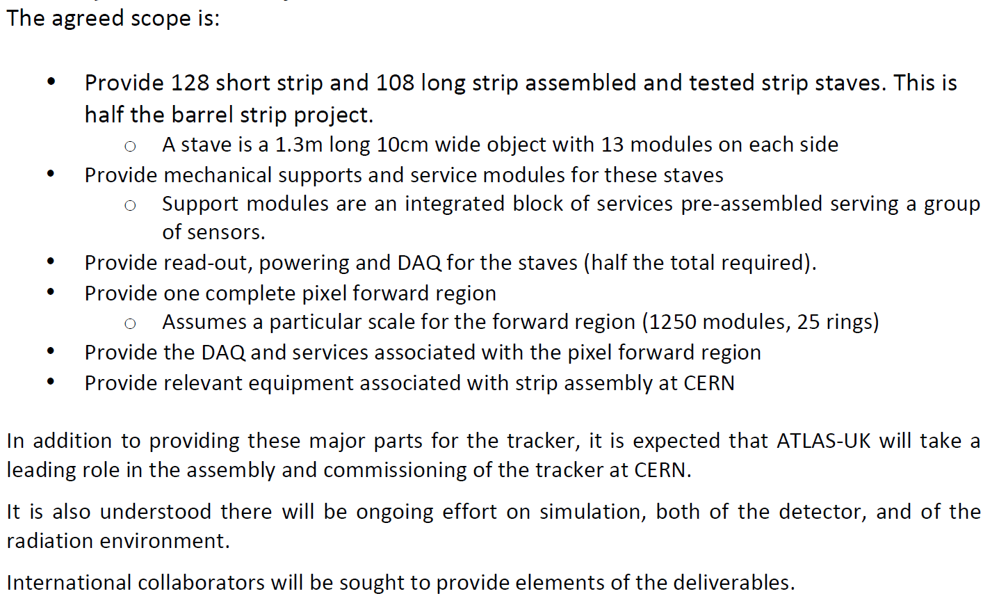 The agreed scope is:
• Provide 128 short strip and 108 long strip assembled and tested strip staves. This is
half the barrel strip project.
○ A stave is a 1.3m long 10cm wide object with 13 modules on each side
• Provide mechanical supports and service modules for these staves
○ Support modules are an integrated block of services pre-assembled serving a group
of sensors.
• Provide read-out, powering and DAQ for the staves (half the total required).
• Provide one complete pixel forward region
○ Assumes a particular scale for the forward region (1250 modules, 25 rings)
• Provide the DAQ and services associated with the pixel forward region
• Provide relevant equipment associated with strip assembly at CERN
In addition to providing these major parts for the tracker, it is expected that ATLAS-UK will take a
leading role in the assembly and commissioning of the tracker at CERN.
It is also understood there will be ongoing effort on simulation, both of the detector, and of the
radiation environment.
International collaborators will be sought to provide elements of the deliverables.